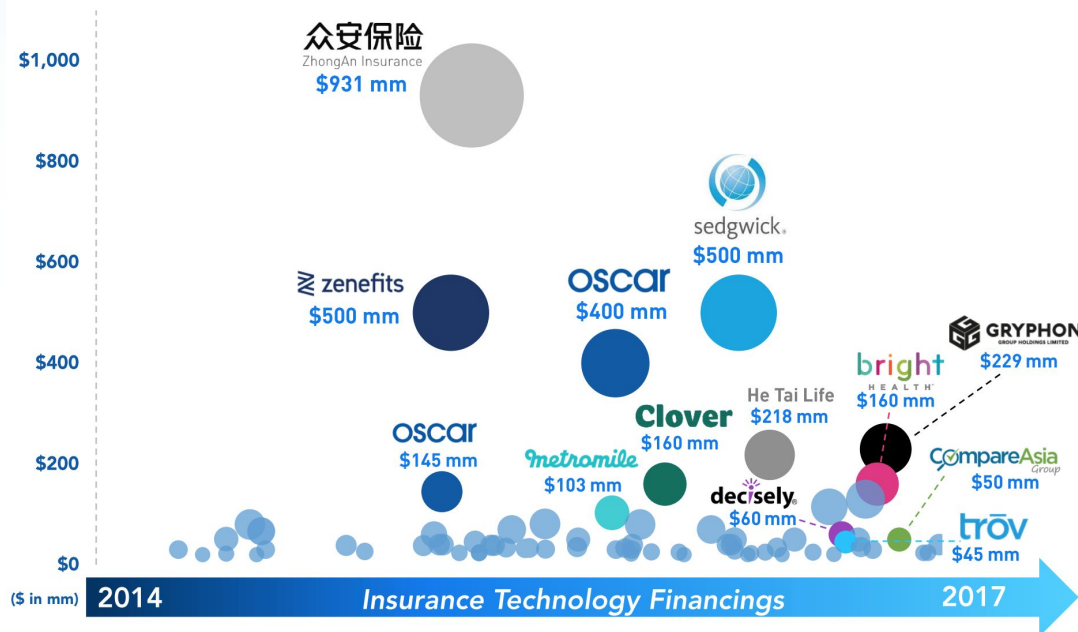 $1,000
$800
$600
$400
$200
$0
($ in mm)
众安保险
ZhongAn Insurance
$931 mm
sedgwick.
$500 mm
zenefits
$500 mm
oscar
$400 mm
GRYPHON
GROUP HOLDINGS LIMITED
$229 mm
bright
HEALTH
$160 mm
He Tai Life
$218 mm
Clover
$160 mm
oscar
$145 mm
metromile
$103 mm
CompareAsia
Group
$50 mm
decisely
$60 mm
trōv
$45 mm
2014
Insurance Technology Financings
2017